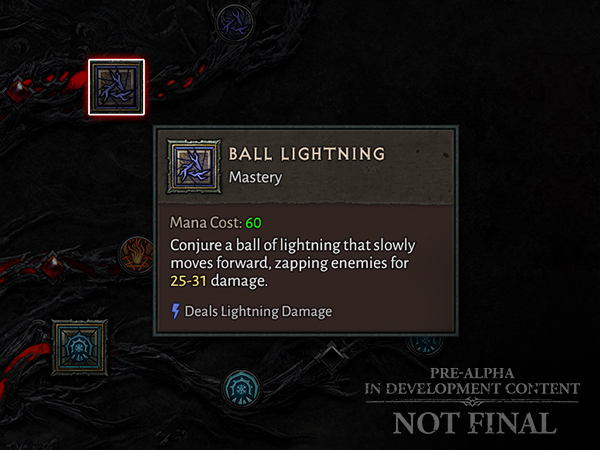 BALL LIGHTNING
Mastery
Mana Cost: 60
Conjure a ball of lightning that slowly
moves forward, zapping enemies for
25-31 damage.
Deals Lightning Damage
PRE-ALPHA
IN DEVELOPMENT CONTENT
NOT FINAL